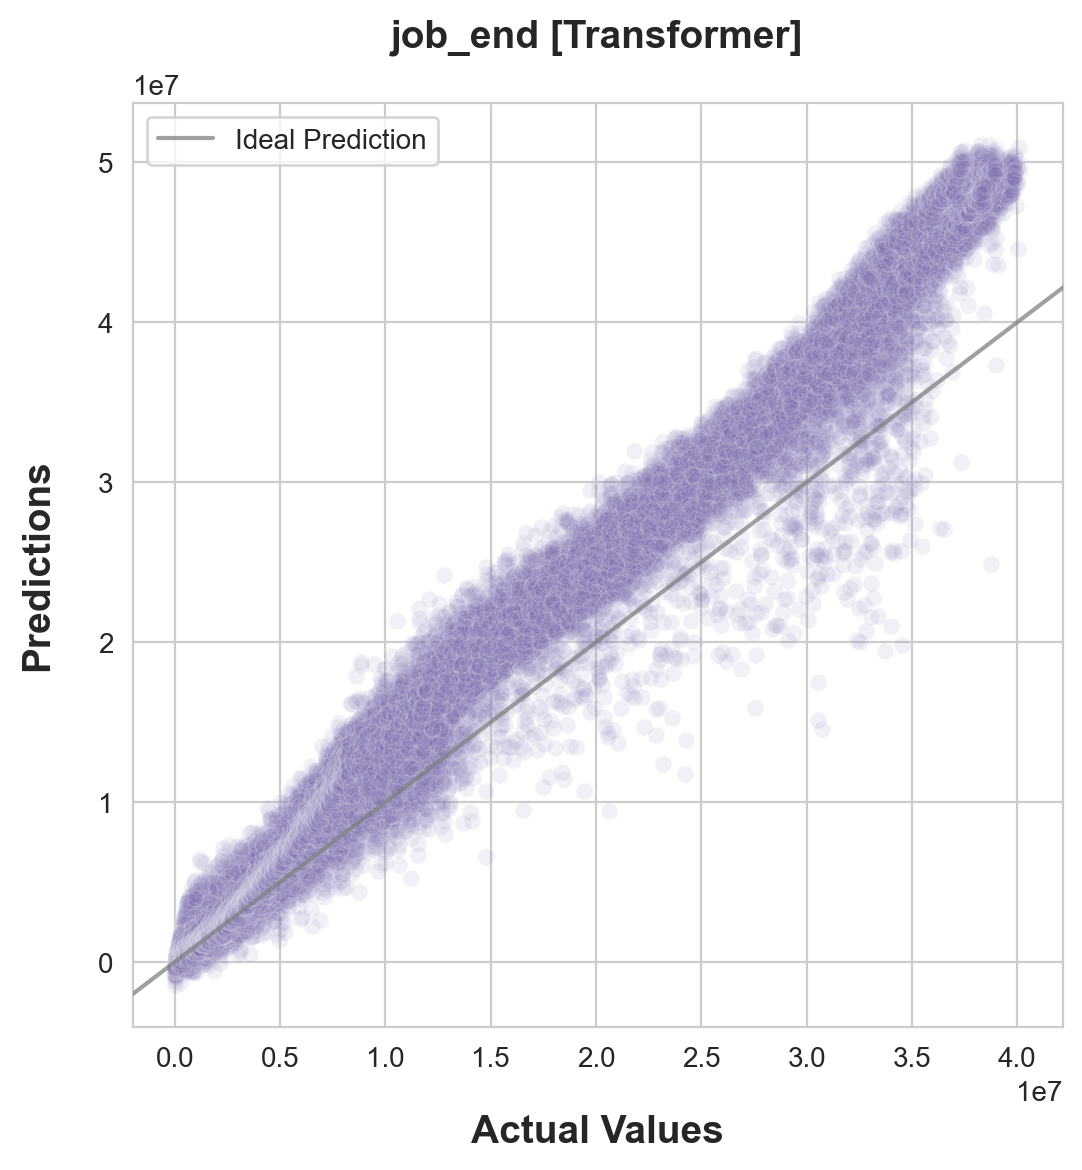 job_end [Transformer]
1e7
Ideal Prediction
5
4
3
2
1
0
Predictions
0.0 0.5 1.0 1.5 2.0 2.5 3.0 3.5 4.0
1e7
Actual Values